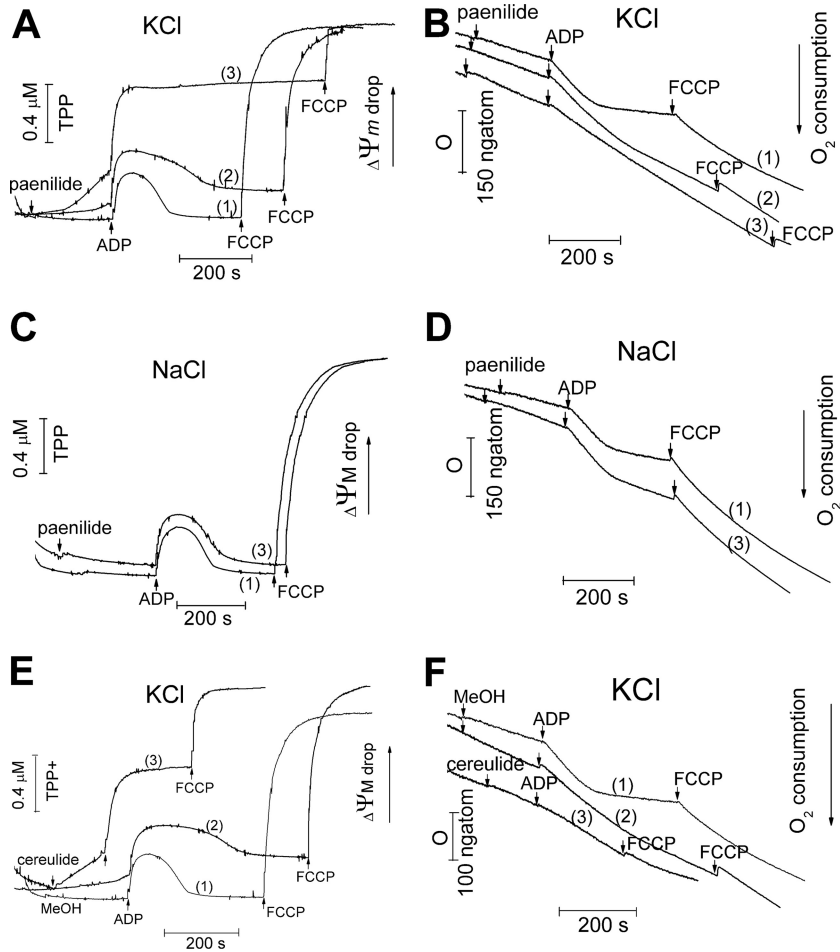 A
KCl
0.4 µM
TPP
paenilide
ADP
(3)
(2)
(1)
FCCP
FCCP
FCCP
ΔΨm drop
200 s
B
KCl
paenilide
ADP
FCCP
FCCP
FCCP
(1)
(2)
(3)
O
150 ngatom
200 s
O2 consumption
C
NaCl
0.4 µM
TPP
paenilide
ADP
(3)
(1)
FCCP
ΔΨM drop
200 s
D
NaCl
paenilide
ADP
FCCP
(1)
(3)
O
150 ngatom
200 s
O2 consumption
E
KCl
0.4 µM
TPP+
cereulide
MeOH
ADP
(3)
(2)
(1)
FCCP
FCCP
FCCP
ΔΨM drop
200 s
F
KCl
MeOH
ADP
cereulide
ADP
(1)
(2)
(3)
FCCP
FCCP
FCCP
O
100 ngatom
200 s
O2 consumption